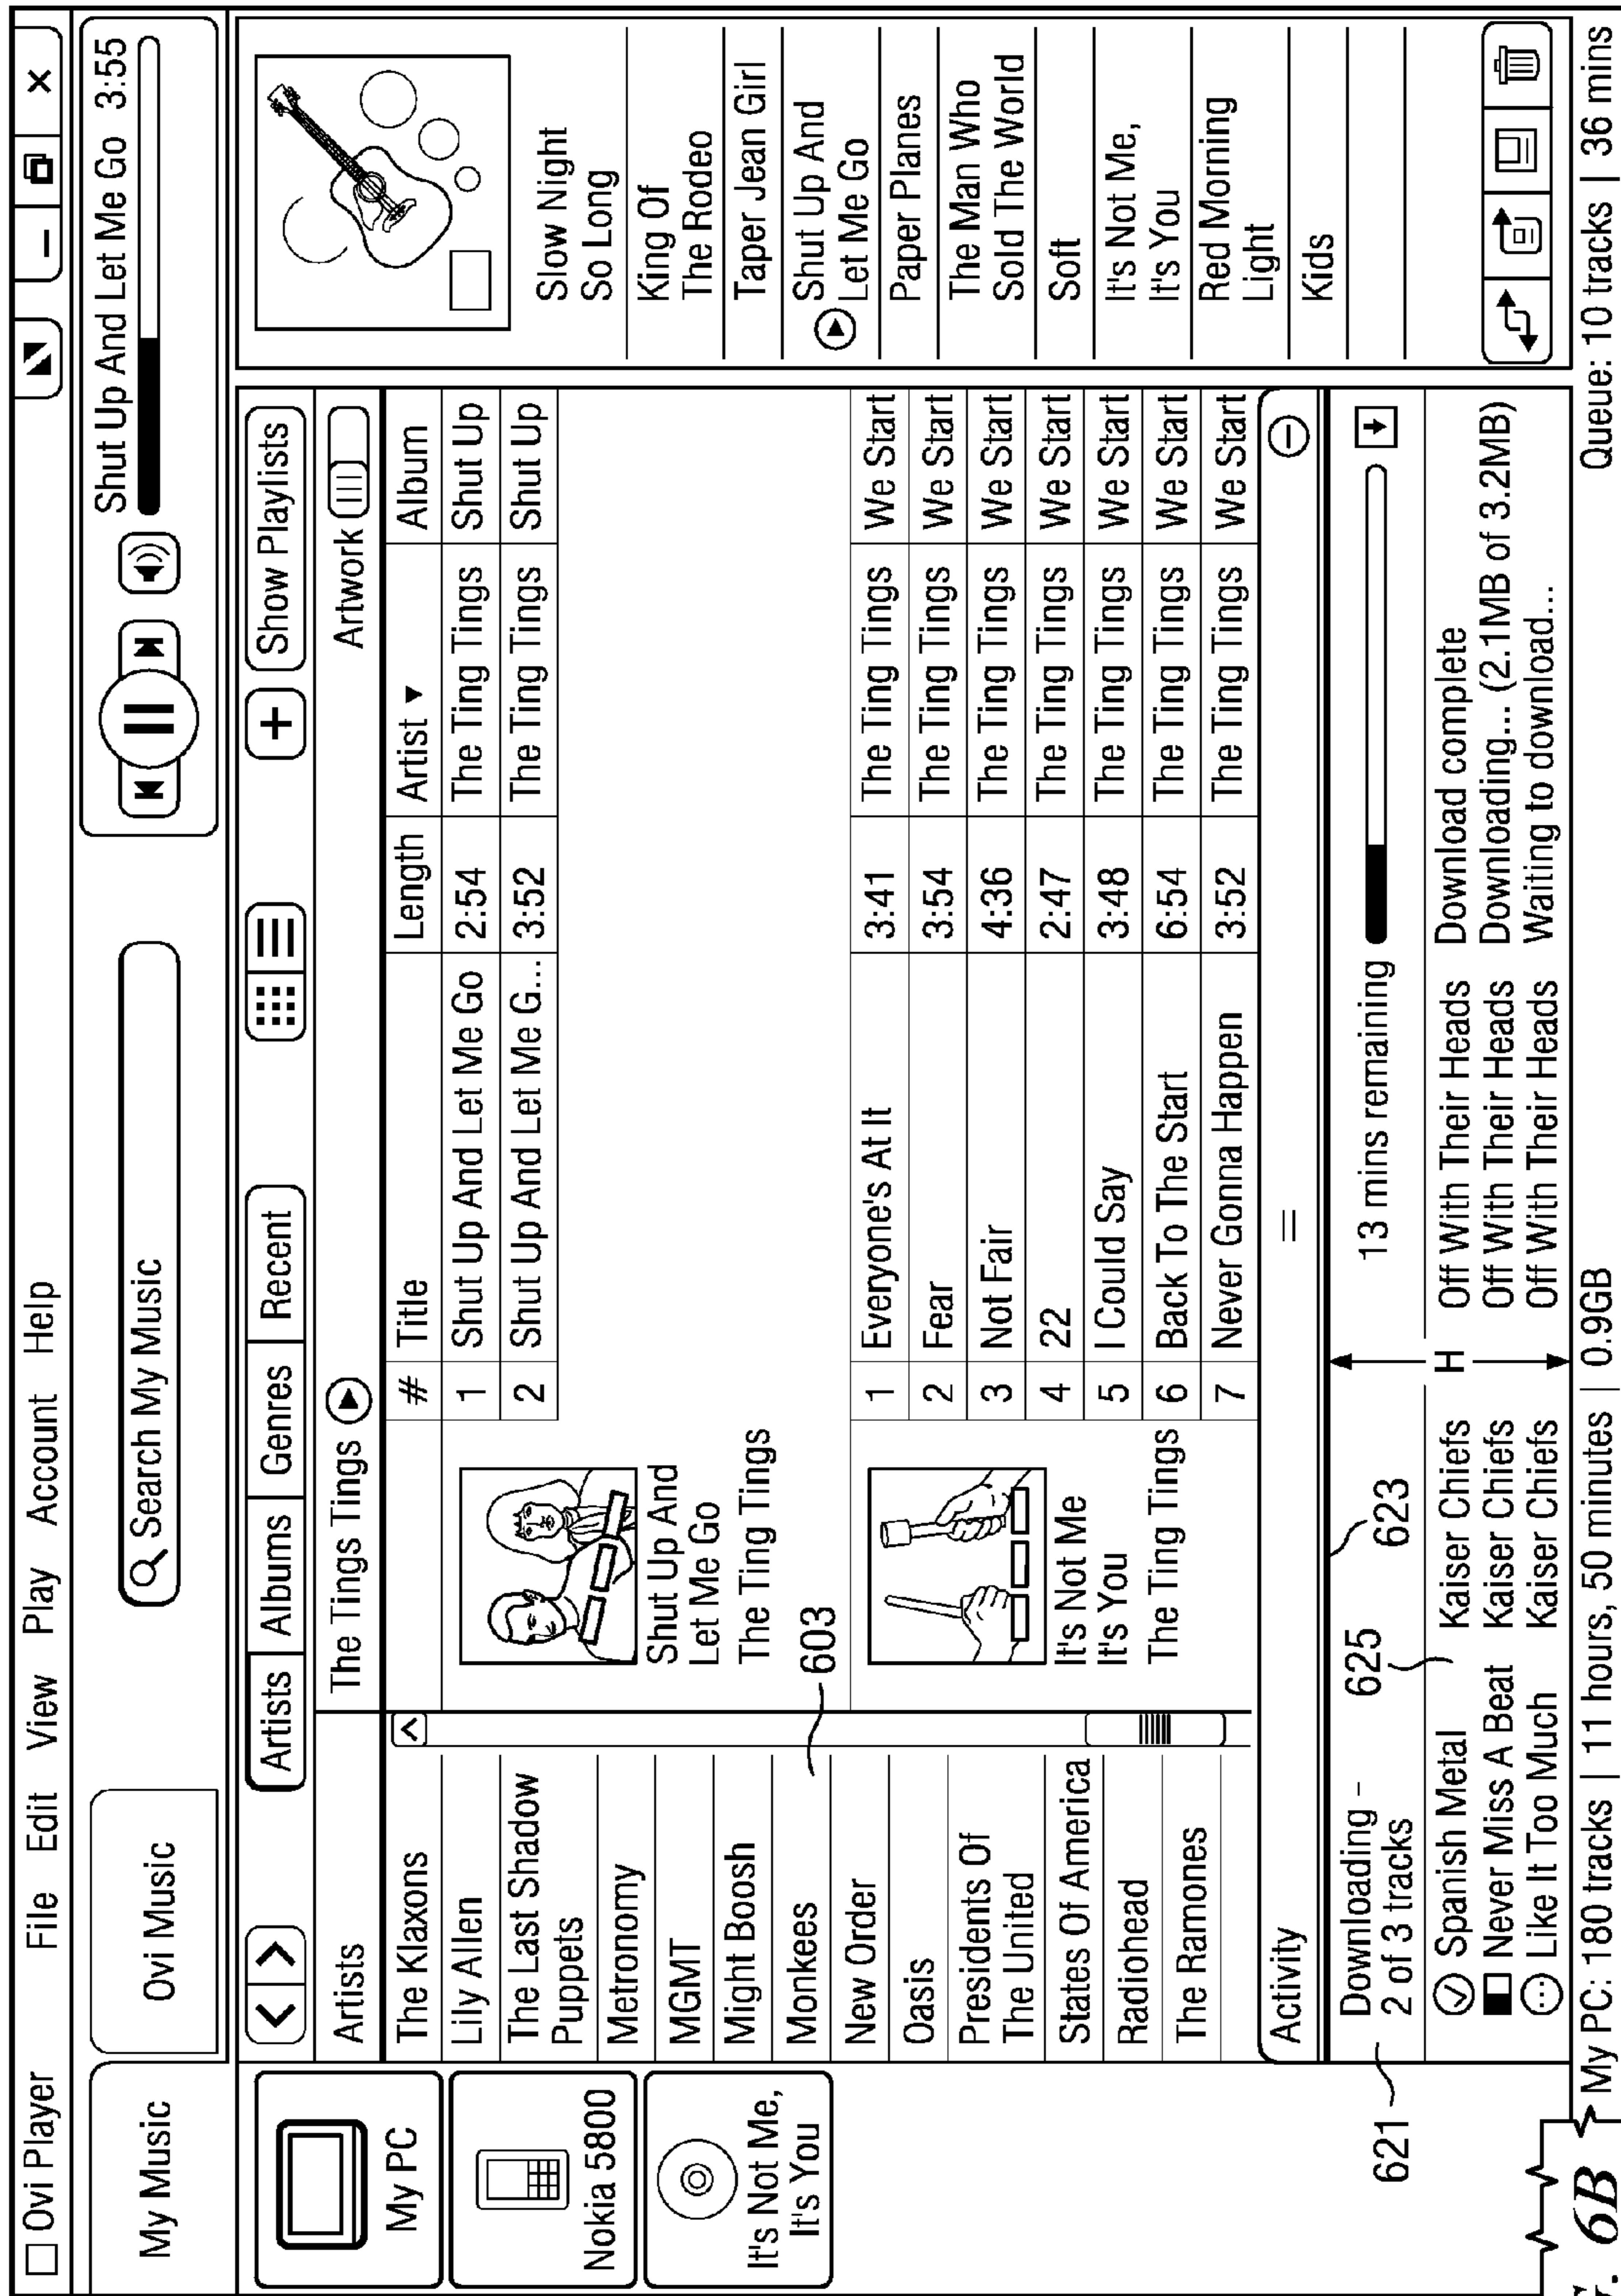 Ovi Player File Edit View Play Account Help
My Music
Ovi Music
Search My Music
Shut Up And Let Me Go 3:55
Artists Albums Genres Recent
+
Show Playlists
My PC
Nokia 5800
It's Not Me,
It's You
Artists
The Klaxons
Lily Allen
The Last Shadow
Puppets
Metronomy
MGMT
Might Boosh
Monkees
New Order
Oasis
Presidents Of
The United
States Of America
Radiohead
The Ramones
603
The Tings Tings
Artwork
# Title Length Artist Album
1 Shut Up And Let Me Go 2:54 The Ting Tings Shut Up
2 Shut Up And Let Me G... 3:52 The Ting Tings Shut Up
Shut Up And
Let Me Go
The Ting Tings
1 Everyone's At It 3:41 The Ting Tings We Start
2 Fear 3:54 The Ting Tings We Start
3 Not Fair 4:36 The Ting Tings We Start
4 22 2:47 The Ting Tings We Start
5 I Could Say 3:48 The Ting Tings We Start
6 Back To The Start 6:54 The Ting Tings We Start
7 Never Gonna Happen 3:52 The Ting Tings We Start
It's Not Me
It's You
The Ting Tings
Slow Night
So Long
King Of
The Rodeo
Taper Jean Girl
Shut Up And
Let Me Go
Paper Planes
The Man Who
Sold The World
Soft
It's Not Me,
It's You
Red Morning
Light
Kids
Activity
621
Downloading -
2 of 3 tracks
625
623
13 mins remaining
H
Spanish Metal Kaiser Chiefs Off With Their Heads Download complete
Never Miss A Beat Kaiser Chiefs Off With Their Heads Downloading... (2.1MB of 3.2MB)
Like It Too Much Kaiser Chiefs Off With Their Heads Waiting to download...
My PC: 180 tracks | 11 hours, 50 minutes | 0.9GB
Queue: 10 tracks | 36 mins
6B